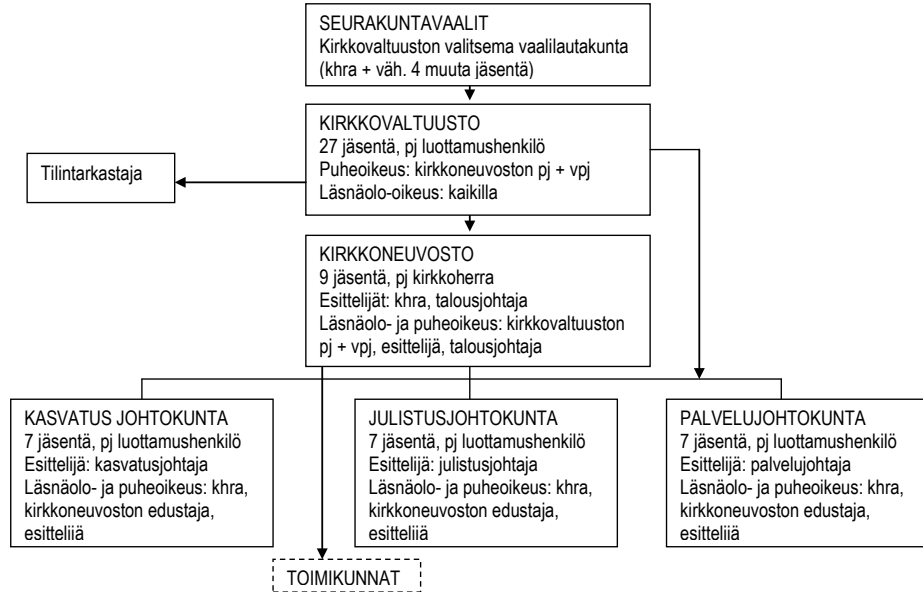 SEURAKUNTAVAALIT
Kirkkovaltuuston valitsema vaalilautakunta
(khra + väh. 4 muuta jäsentä)
KIRKKOVALTUUSTO
27 jäsentä, pj luottamushenkilö
Puheoikeus: kirkkoneuvoston pj + vpj
Läsnäolo-oikeus: kaikilla
Tilintarkastaja
KIRKKONEUVOSTO
9 jäsentä, pj kirkkoherra
Esittelijät: khra, talousjohtaja
Läsnäolo- ja puheoikeus: kirkkovaltuuston
pj + vpj, esittelijä, talousjohtaja
KASVATUS JOHTOKUNTA
7 jäsentä, pj luottamushenkilö
Esittelijä: kasvatusjohtaja
Läsnäolo- ja puheoikeus: khra,
kirkkoneuvoston edustaja,
esittelijä
JULISTUSJOHTOKUNTA
7 jäsentä, pj luottamushenkilö
Esittelijä: julistusjohtaja
Läsnäolo- ja puheoikeus: khra,
kirkkoneuvoston edustaja,
esittelijä
PALVELUJOHTOKUNTA
7 jäsentä, pj luottamushenkilö
Esittelijä: palvelujohtaja
Läsnäolo- ja puheoikeus: khra,
kirkkoneuvoston edustaja,
esittelijä
TOIMIKUNNAT